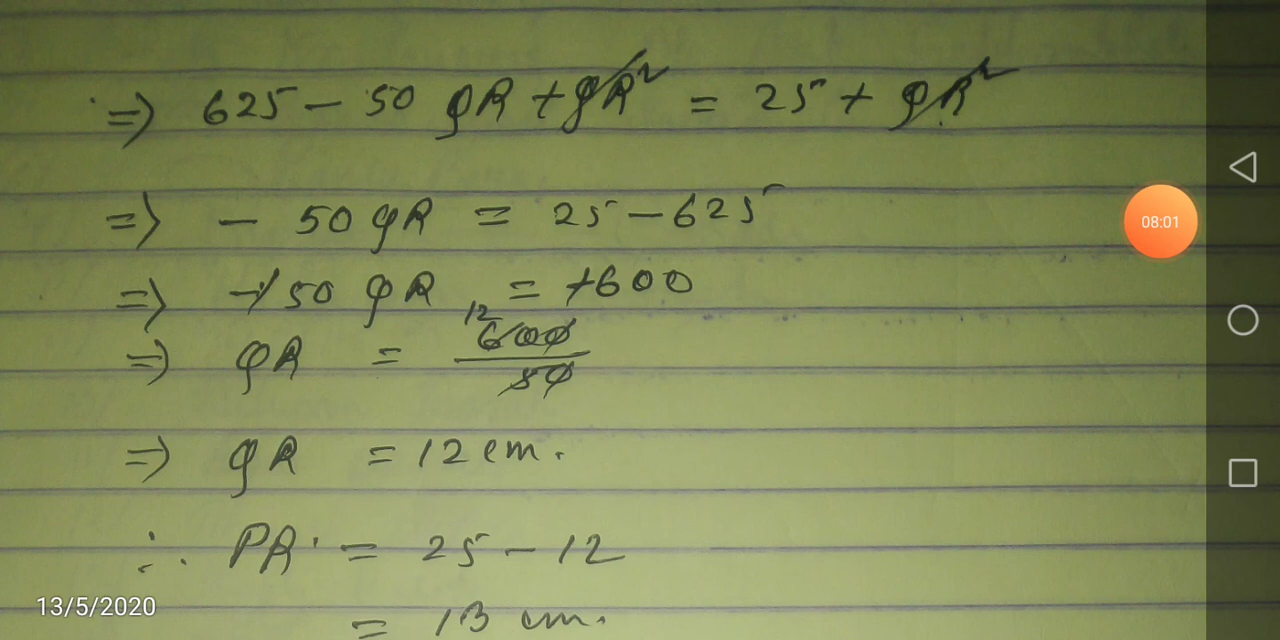 ⇒ 625 - 50 QR + QR² = 25 + QR²
⇒ - 50 QR = 25 - 625
08:01
⇒ - 50 QR = - 600
⇒ QR = 600/50 12
⇒ QR = 12 cm.
∴ PR = 25 - 12
13/5/2020
= 13 cm.